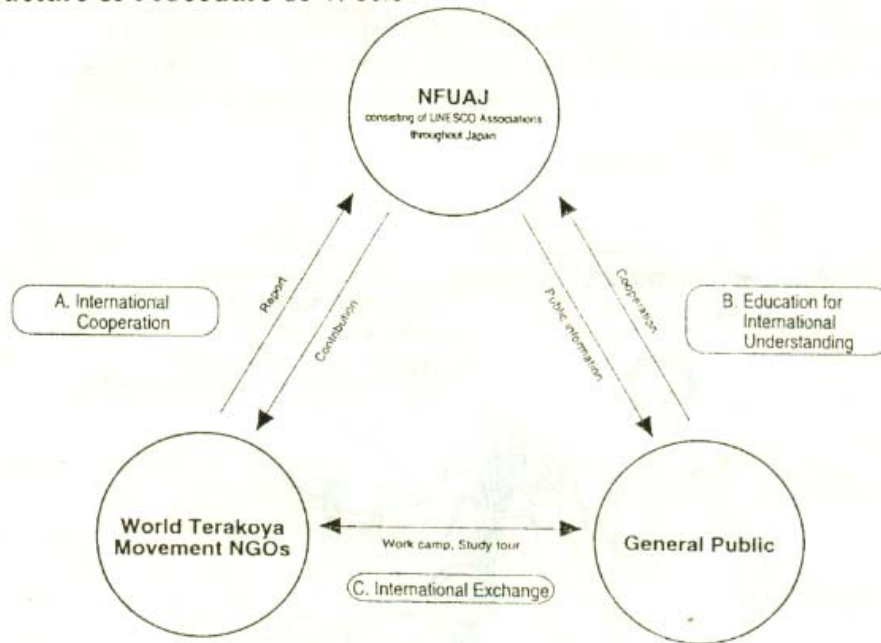 NFUAJ
consisting of UNESCO Associations
throughout Japan
A. International
Cooperation
Report
Contribution
Public information
Cooperation
B. Education for
International
Understanding
World Terakoya
Movement NGOs
Work camp, Study tour
General Public
C. International Exchange